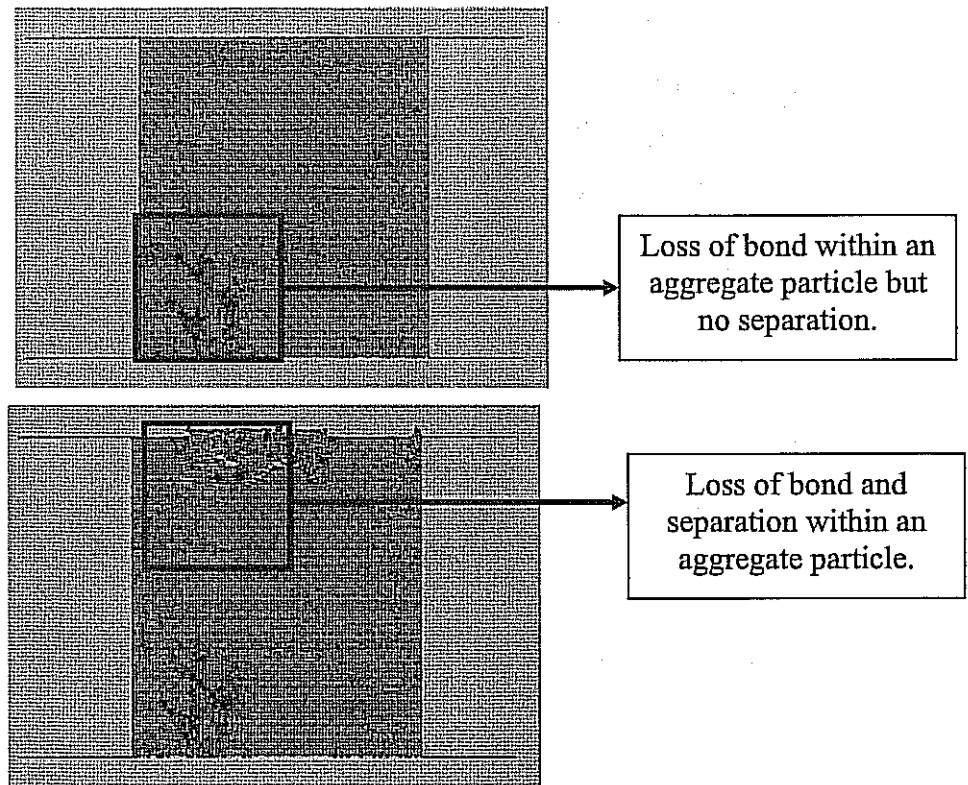 Loss of bond within an
aggregate particle but
no separation.
Loss of bond and
separation within an
aggregate particle.